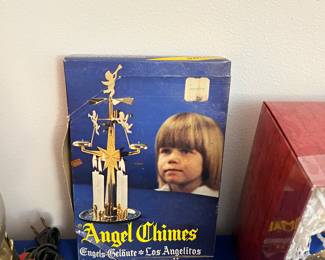 Angel Chimes
Engels-Geläute * Los Angelitos